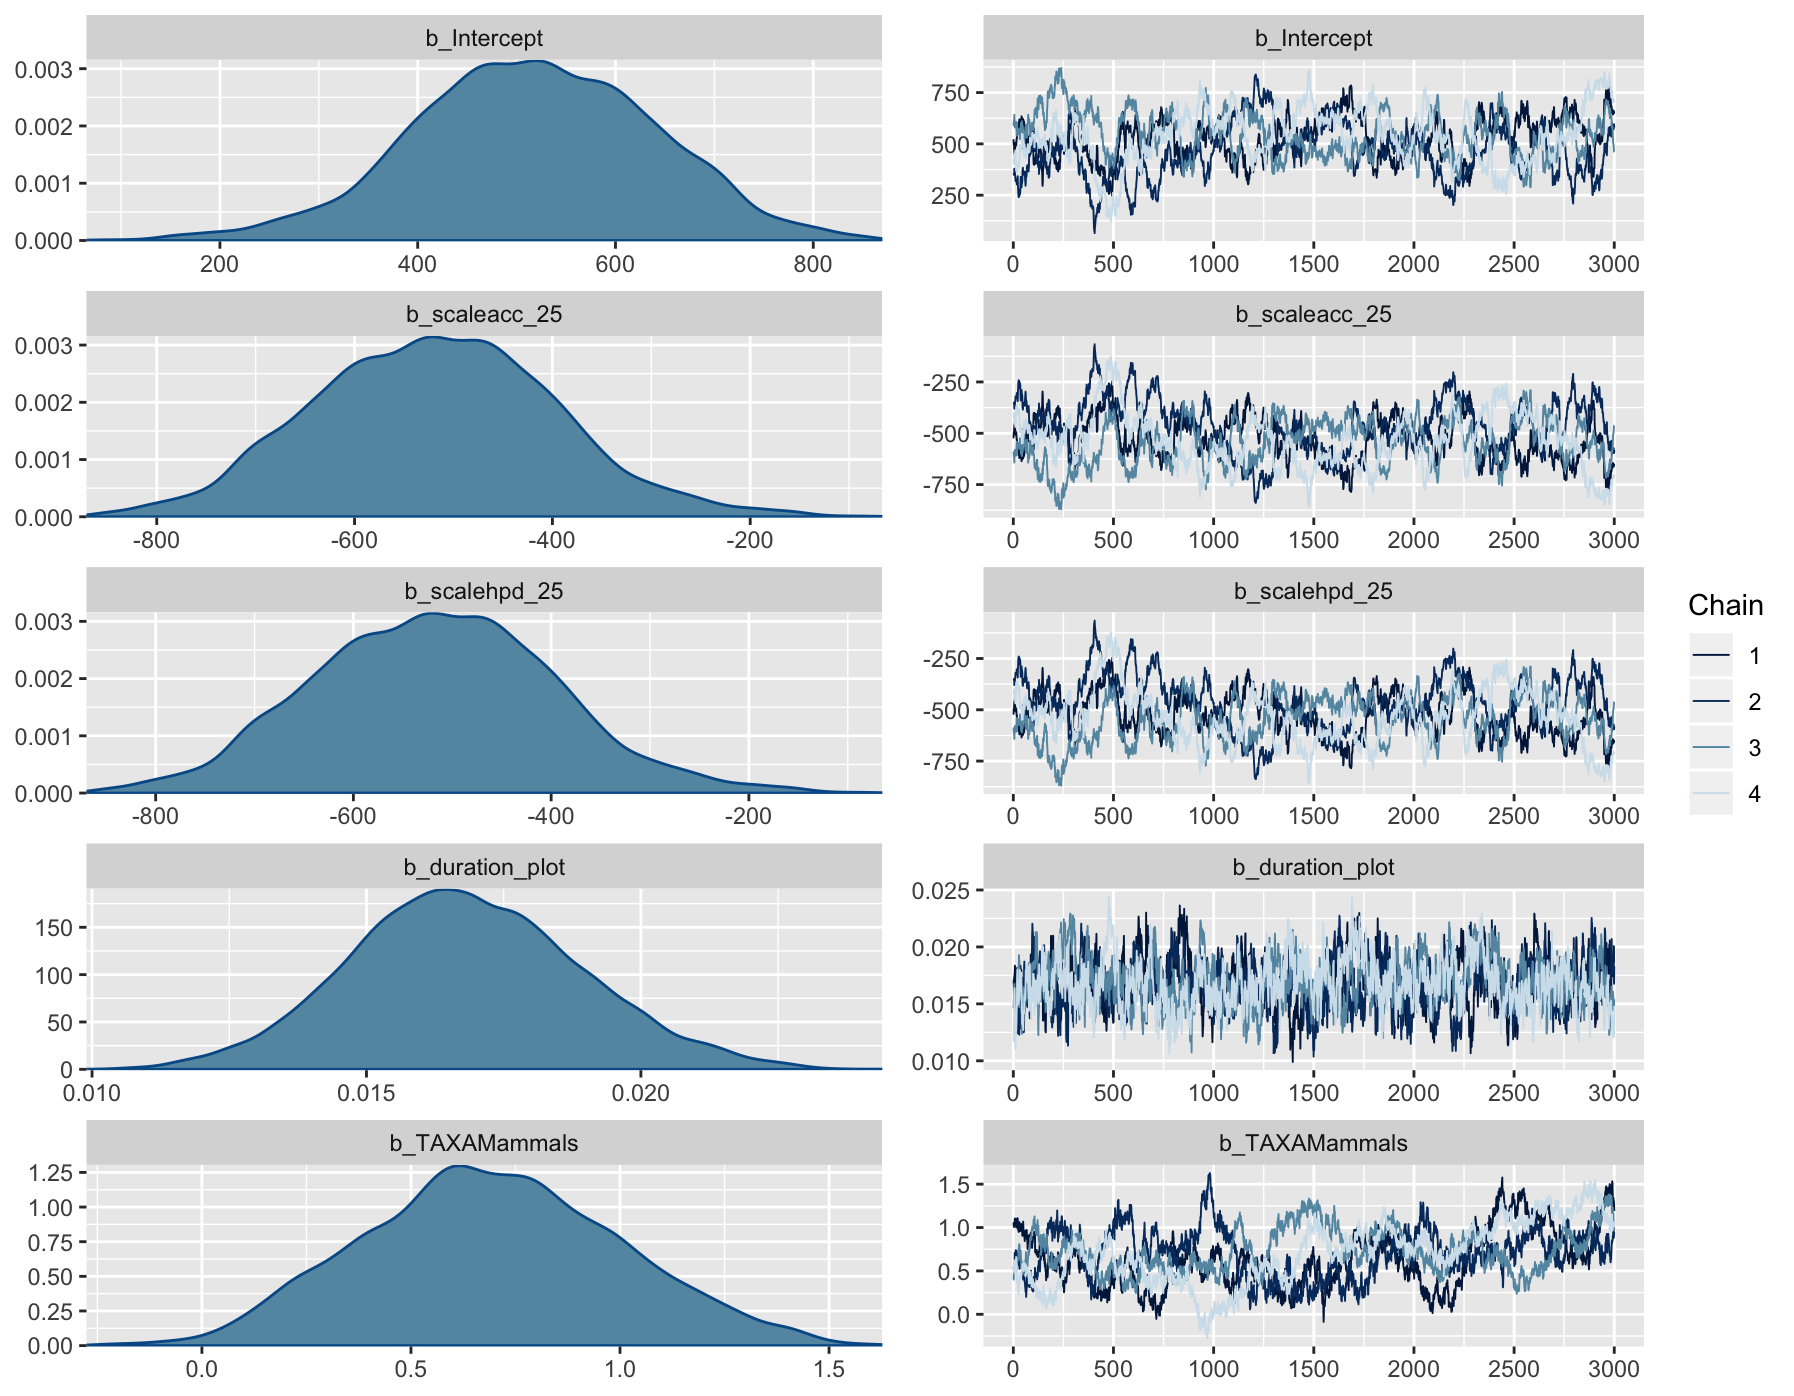 b_Intercept
0.003
0.002
0.001
0.000
200 400 600 800
b_Intercept
750
500
250
0 500 1000 1500 2000 2500 3000
b_scaleacc_25
0.003
0.002
0.001
0.000
-800 -600 -400 -200
b_scaleacc_25
-250
-500
-750
0 500 1000 1500 2000 2500 3000
b_scalehpd_25
0.003
0.002
0.001
0.000
-800 -600 -400 -200
b_scalehpd_25
-250
-500
-750
0 500 1000 1500 2000 2500 3000
b_duration_plot
150
100
50
0
0.010 0.015 0.020
b_duration_plot
0.025
0.020
0.015
0.010
0 500 1000 1500 2000 2500 3000
b_TAXAMammals
1.25
1.00
0.75
0.50
0.25
0.00
0.0 0.5 1.0 1.5
b_TAXAMammals
1.5
1.0
0.5
0.0
0 500 1000 1500 2000 2500 3000
Chain
1
2
3
4